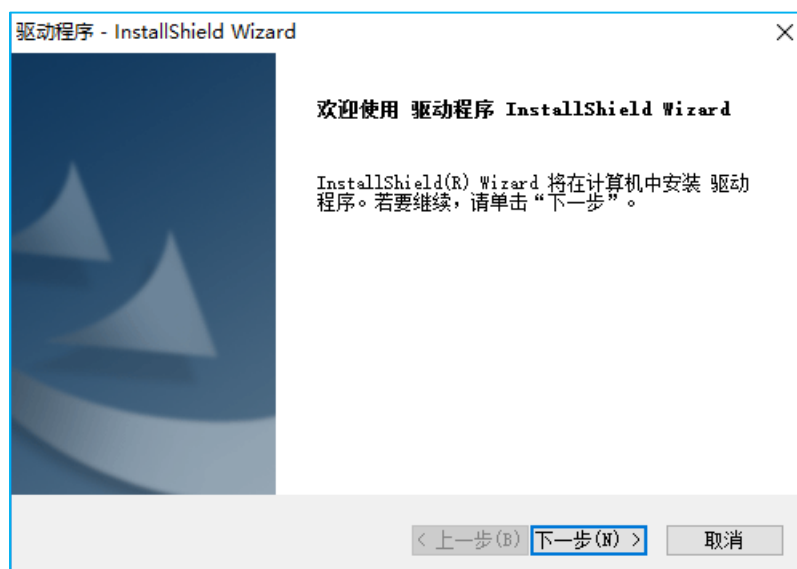 驱动程序 - InstallShield Wizard
欢迎使用 驱动程序 InstallShield Wizard
InstallShield(R) Wizard 将在计算机中安装 驱动
程序。若要继续，请单击“下一步”。
< 上一步(B) 下一步(N) > 取消